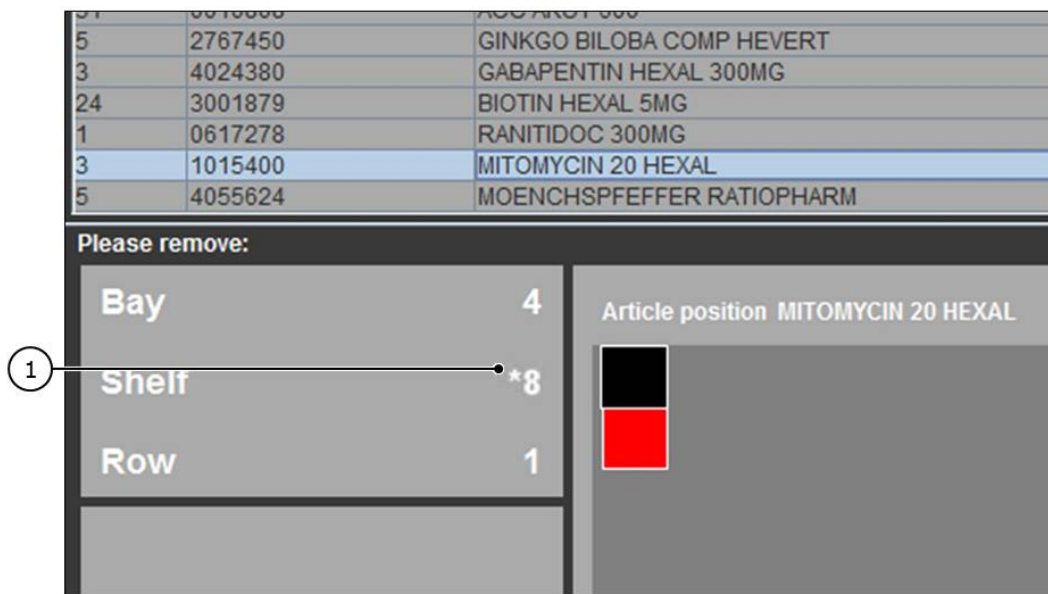 5 2767450 GINKGO BILOBA COMP HEVERT
3 4024380 GABAPENTIN HEXAL 300MG
24 3001879 BIOTIN HEXAL 5MG
1 0617278 RANITIDOC 300MG
3 1015400 MITOMYCIN 20 HEXAL
5 4055624 MOENCHSPFEFFER RATIOPHARM
Please remove:
Bay 4
Article position MITOMYCIN 20 HEXAL
1
Shelf *8
Row 1